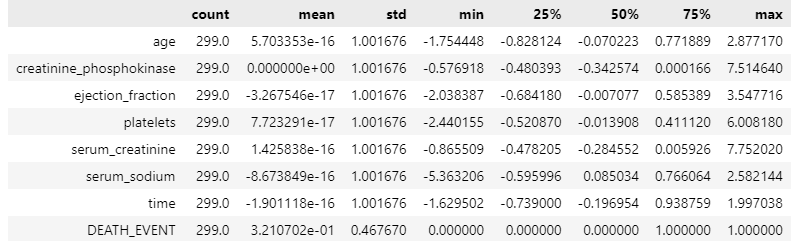 count mean std min 25% 50% 75% max
age 299.0 5.703353e-16 1.001676 -1.754448 -0.828124 -0.070223 0.771889 2.877170
creatinine_phosphokinase 299.0 0.000000e+00 1.001676 -0.576918 -0.480393 -0.342574 0.000166 7.514640
ejection_fraction 299.0 -3.267546e-17 1.001676 -2.038387 -0.684180 -0.007077 0.585389 3.547716
platelets 299.0 7.723291e-17 1.001676 -2.440155 -0.520870 -0.013908 0.411120 6.008180
serum_creatinine 299.0 1.425838e-16 1.001676 -0.865509 -0.478205 -0.284552 0.005926 7.752020
serum_sodium 299.0 -8.673849e-16 1.001676 -5.363206 -0.595996 0.085034 0.766064 2.582144
time 299.0 -1.901118e-16 1.001676 -1.629502 -0.739000 -0.196954 0.938759 1.997038
DEATH_EVENT 299.0 3.210702e-01 0.467670 0.000000 0.000000 0.000000 1.000000 1.000000